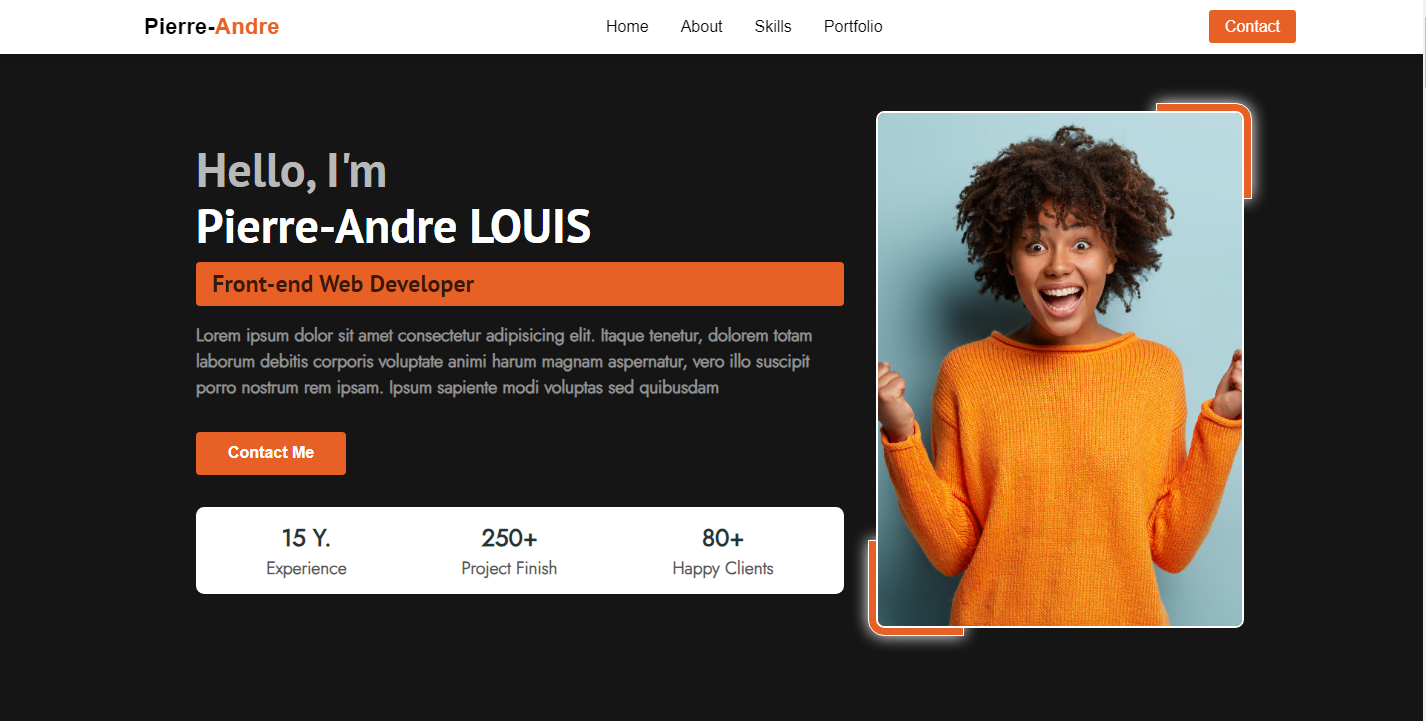 Pierre-Andre
Home About Skills Portfolio
Contact
Hello, I'm
Pierre-Andre LOUIS
Front-end Web Developer
Lorem ipsum dolor sit amet consectetur adipisicing elit. Itaque tenetur, dolorem totam
laborum debitis corporis voluptate animi harum magnam aspernatur, vero illo suscipit
porro nostrum rem ipsam. Ipsum sapiente modi voluptas sed quibusdam
Contact Me
15 Y. 250+ 80+
Experience Project Finish Happy Clients